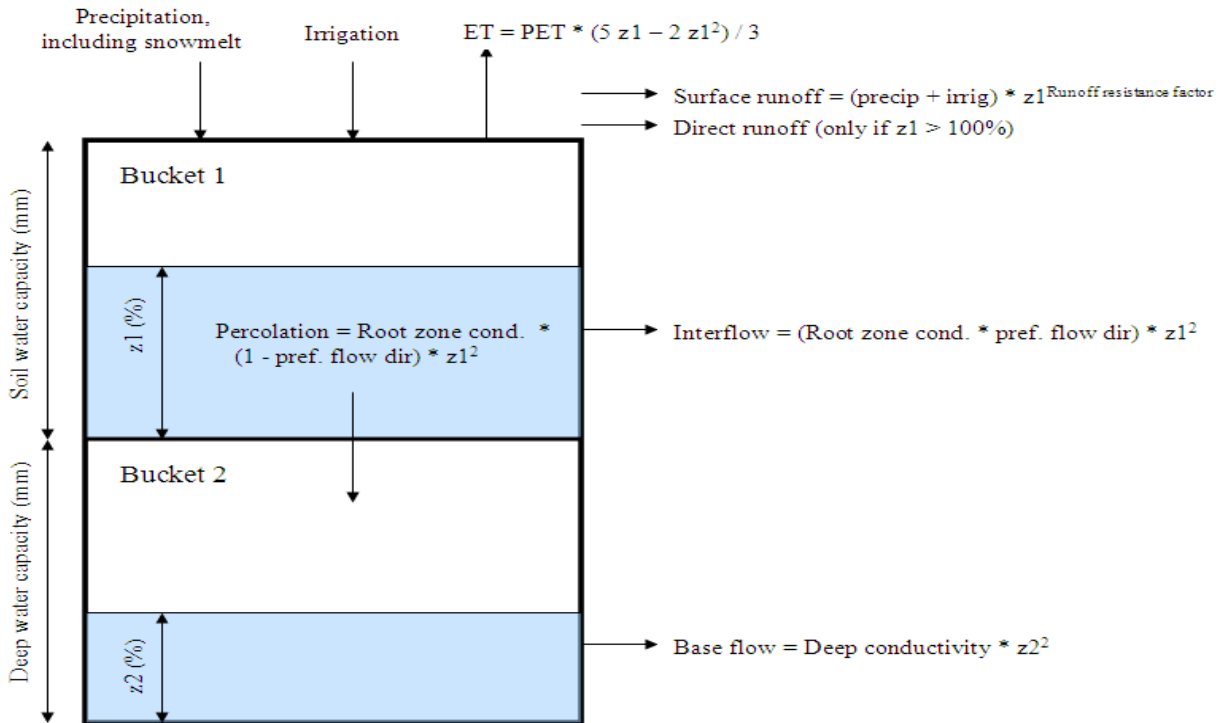 Precipitation,
including snowmelt
Irrigation
ET = PET * (5 z1 – 2 z1²) / 3
Surface runoff = (precip + irrig) * z1^Runoff resistance factor
Direct runoff (only if z1 > 100%)
Bucket 1
Soil water capacity (mm)
z1 (%)
Percolation = Root zone cond. *
(1 - pref. flow dir) * z1²
Interflow = (Root zone cond. * pref. flow dir) * z1²
Bucket 2
Deep water capacity (mm)
z2 (%)
Base flow = Deep conductivity * z2²